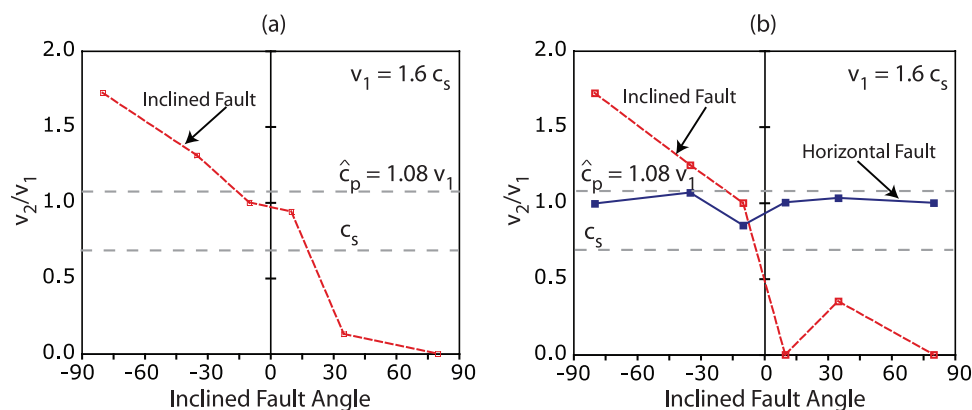 (a)
2.0
1.5
1.0
0.5
0.0
v₂/v₁
v₁ = 1.6 cₛ
Inclined Fault
ĉₚ = 1.08 v₁
cₛ
-90 -60 -30 0 30 60 90
Inclined Fault Angle
(b)
2.0
1.5
1.0
0.5
0.0
v₂/v₁
v₁ = 1.6 cₛ
Inclined Fault
Horizontal Fault
ĉₚ = 1.08 v₁
cₛ
-90 -60 -30 0 30 60 90
Inclined Fault Angle